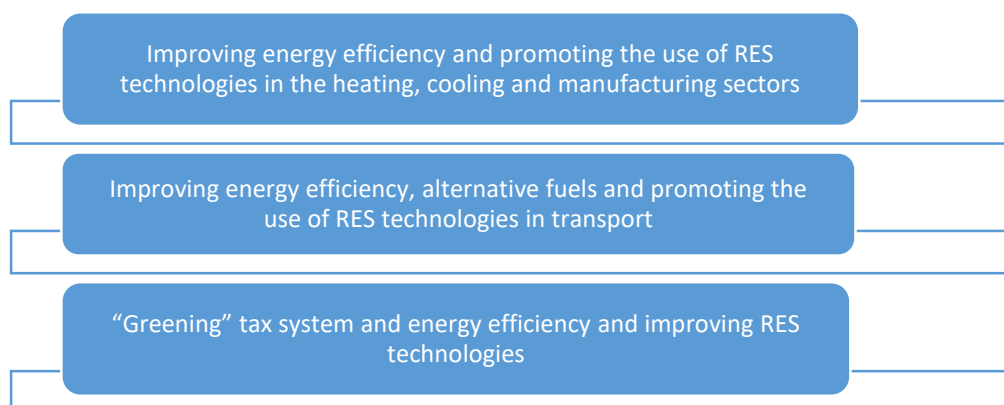 Improving energy efficiency and promoting the use of RES
technologies in the heating, cooling and manufacturing sectors
Improving energy efficiency, alternative fuels and promoting the
use of RES technologies in transport
“Greening” tax system and energy efficiency and improving RES
technologies